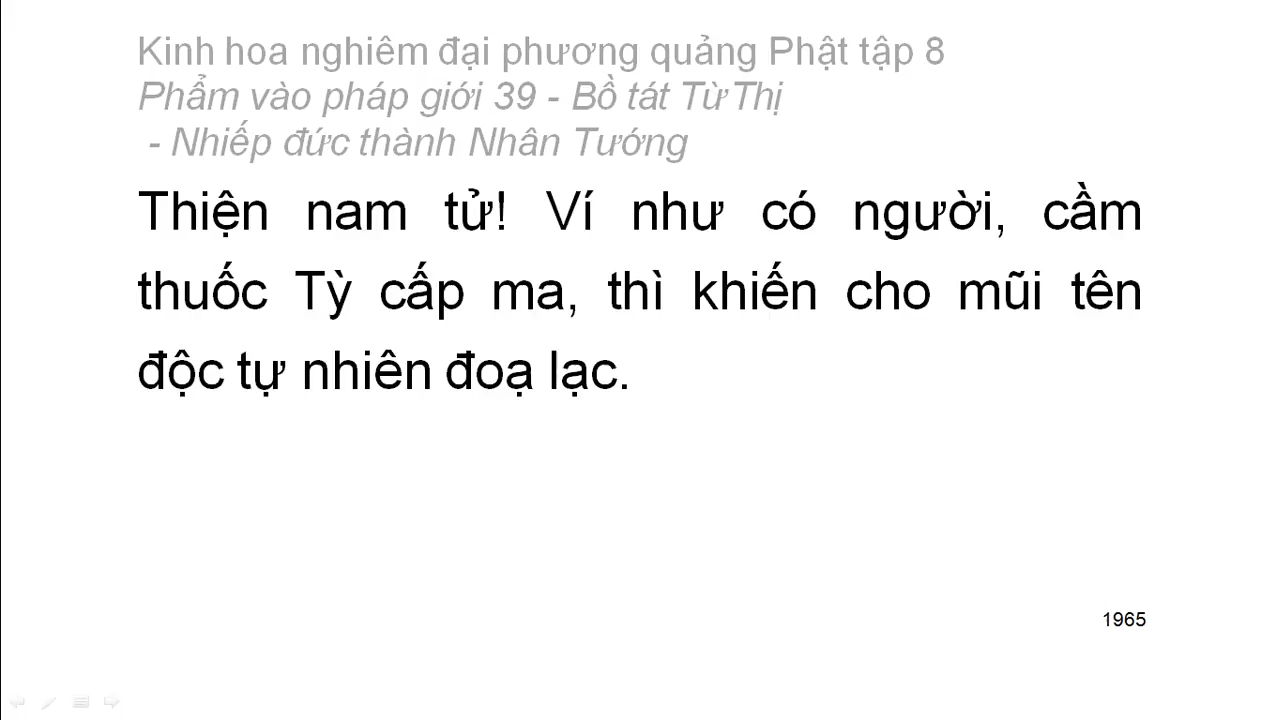 Kinh hoa nghiêm đại phương quảng Phật tập 8
Phẩm vào pháp giới 39 - Bồ tát Từ Thị
- Nhiếp đức thành Nhân Tướng
Thiện nam tử! Ví như có người, cầm
thuốc Tỳ cấp ma, thì khiến cho mũi tên
độc tự nhiên đoạ lạc.
1965